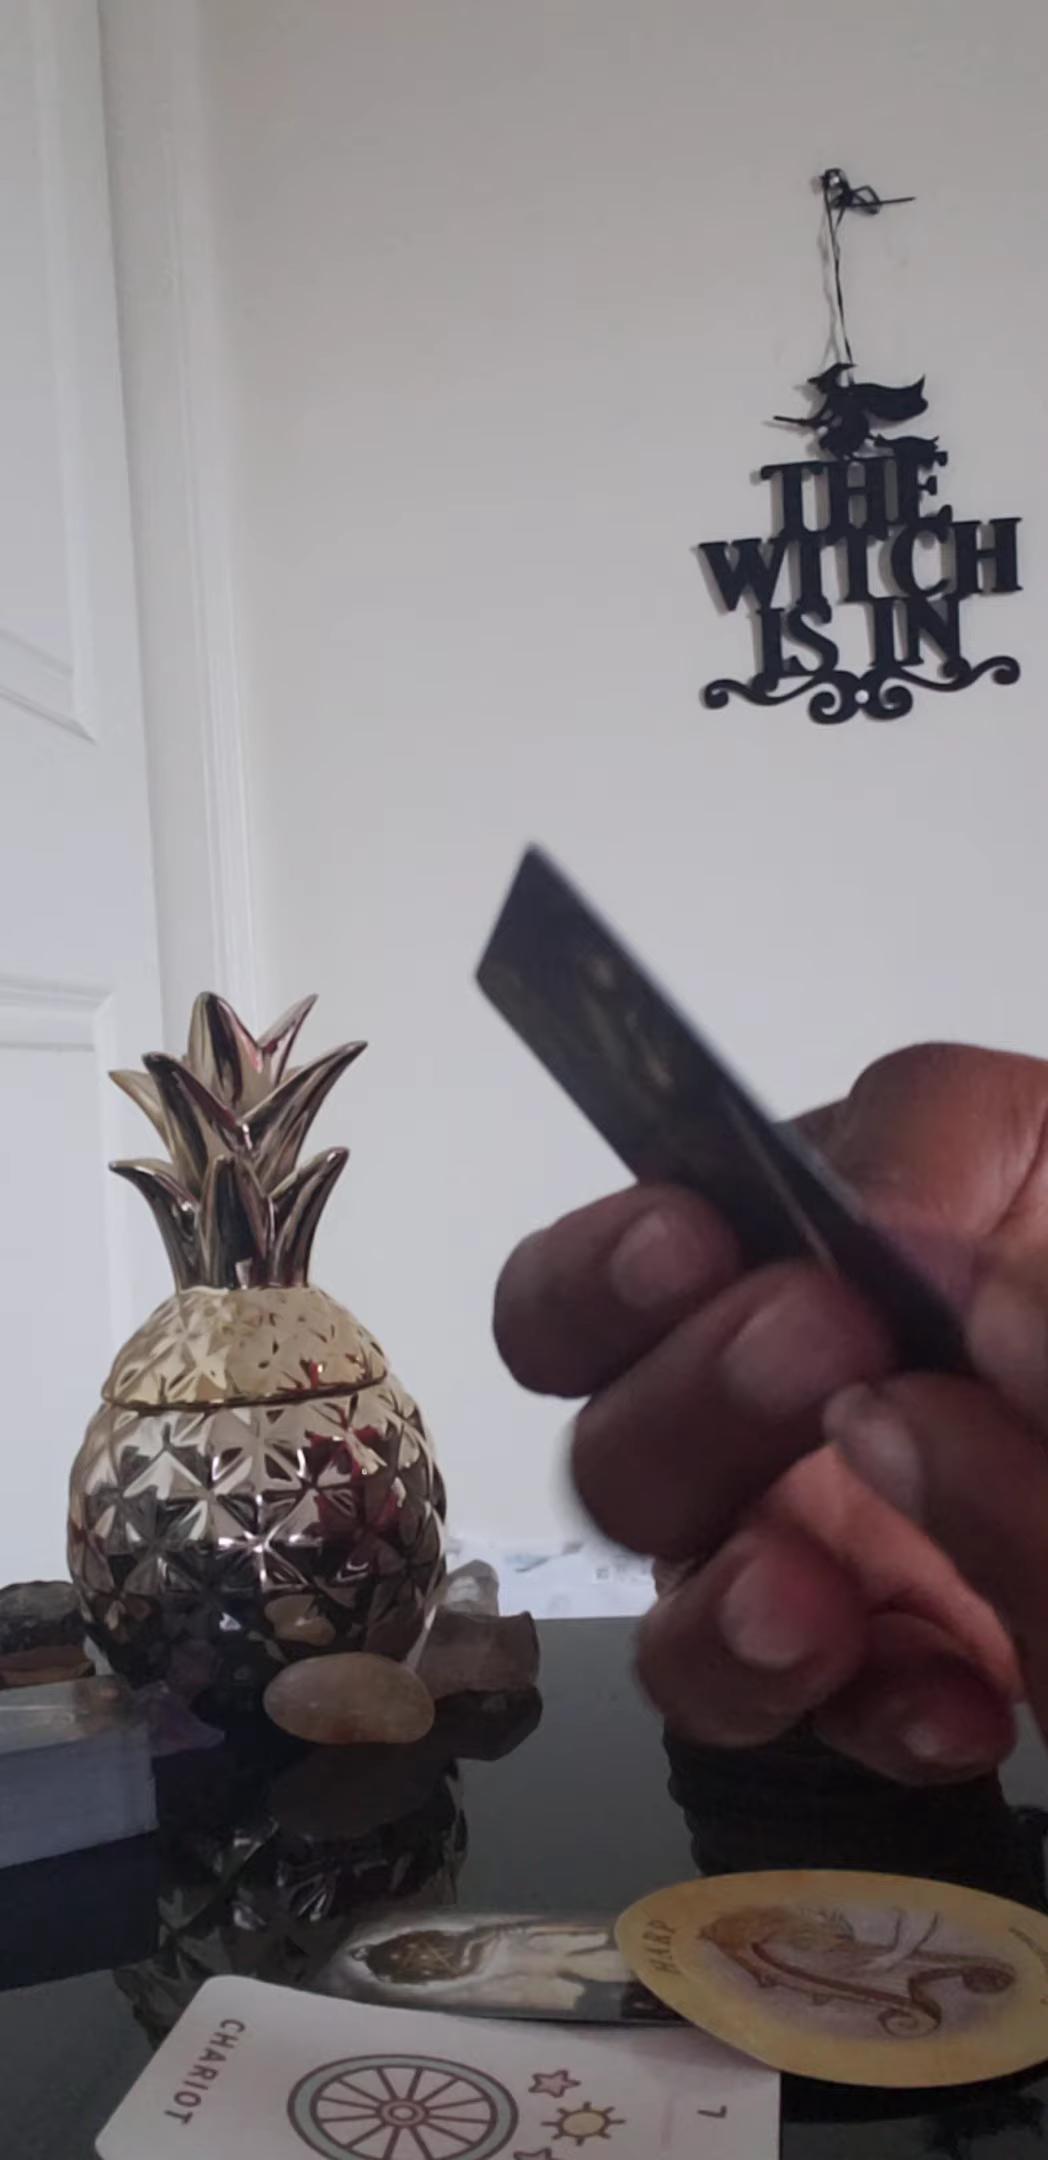 THE
WITCH
IS IN
HARP
CHARIOT
7